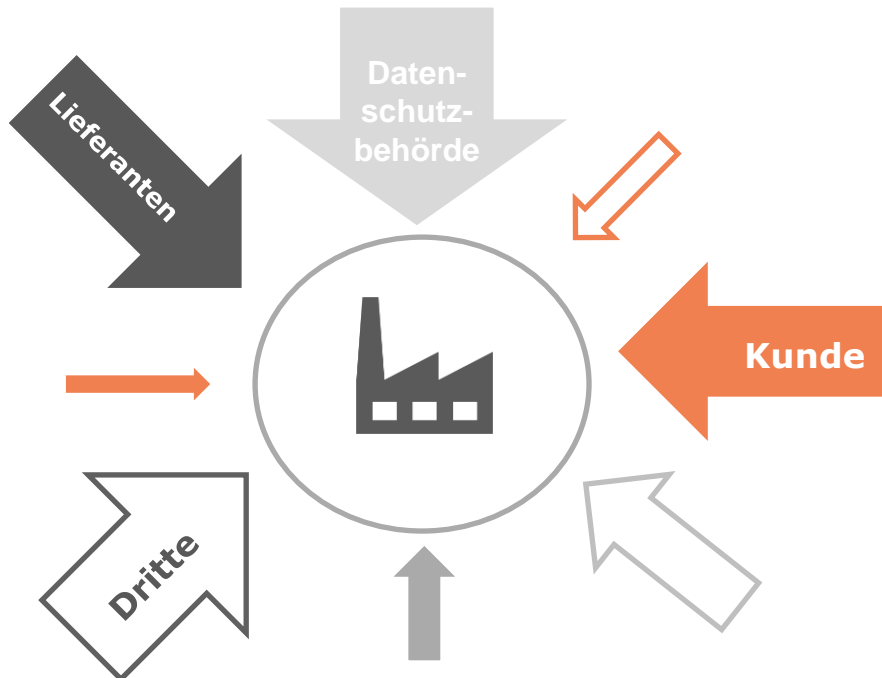 Daten-
schutz-
behörde
Lieferanten
Kunde
Dritte